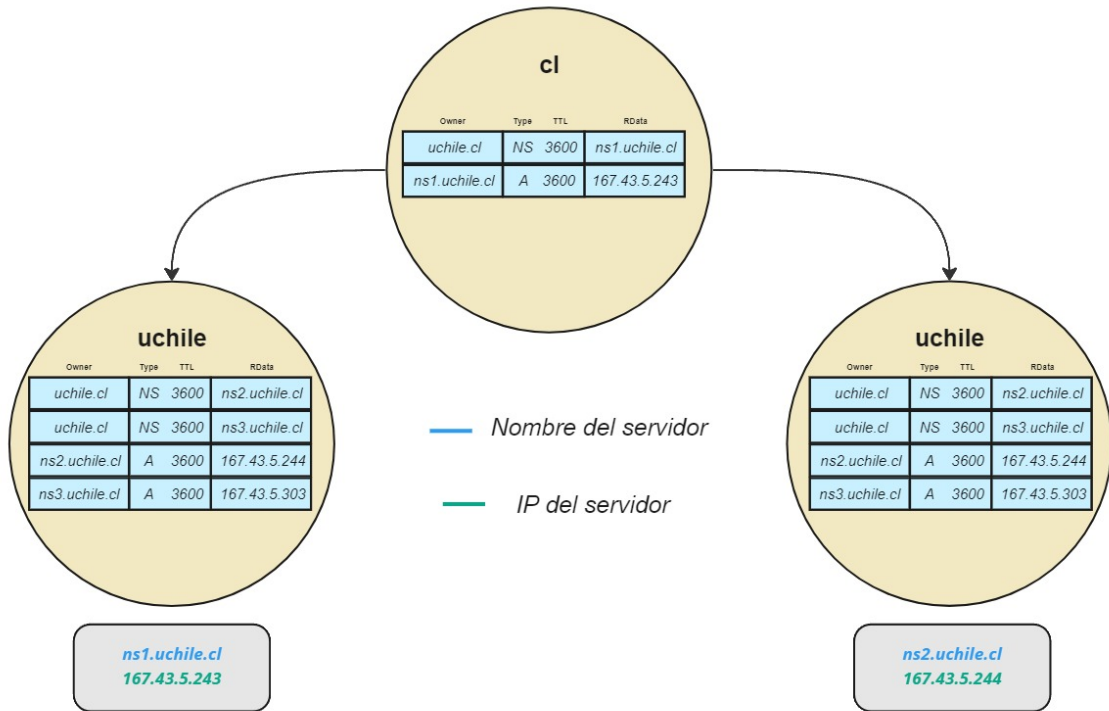 cl
Owner Type TTL RData
uchile.cl NS 3600 ns1.uchile.cl
ns1.uchile.cl A 3600 167.43.5.243
uchile
Owner Type TTL RData
uchile.cl NS 3600 ns2.uchile.cl
uchile.cl NS 3600 ns3.uchile.cl
ns2.uchile.cl A 3600 167.43.5.244
ns3.uchile.cl A 3600 167.43.5.303
ns1.uchile.cl
167.43.5.243
Nombre del servidor
IP del servidor
uchile
Owner Type TTL RData
uchile.cl NS 3600 ns2.uchile.cl
uchile.cl NS 3600 ns3.uchile.cl
ns2.uchile.cl A 3600 167.43.5.244
ns3.uchile.cl A 3600 167.43.5.303
ns2.uchile.cl
167.43.5.244